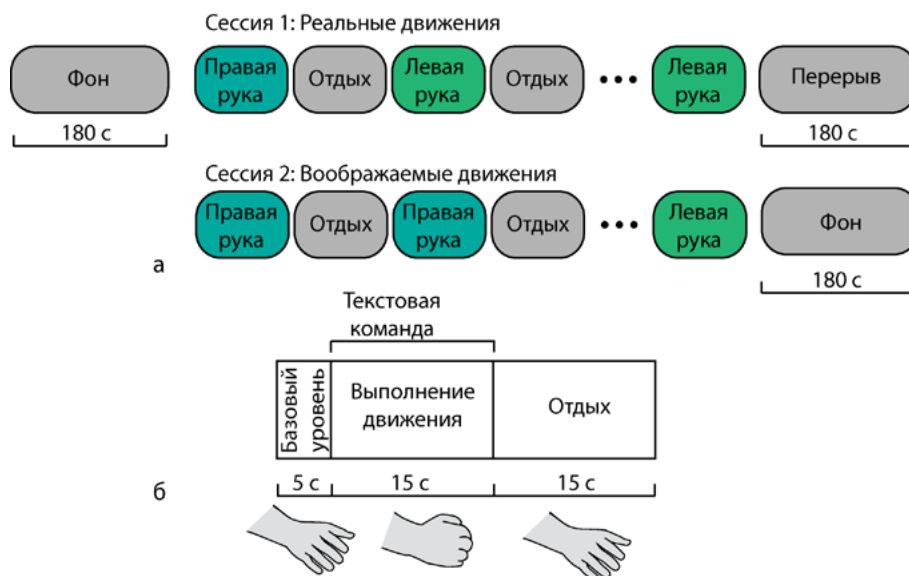 Сессия 1: Реальные движения
Фон
Правая
рука
Отдых
Левая
рука
Отдых
•••
Левая
рука
Перерыв
180 с
180 с
Сессия 2: Воображаемые движения
Правая
рука
Отдых
Правая
рука
Отдых
•••
Левая
рука
Фон
а
180 с
Текстовая
команда
Базовый
уровень
Выполнение
движения
Отдых
б
5 с
15 с
15 с